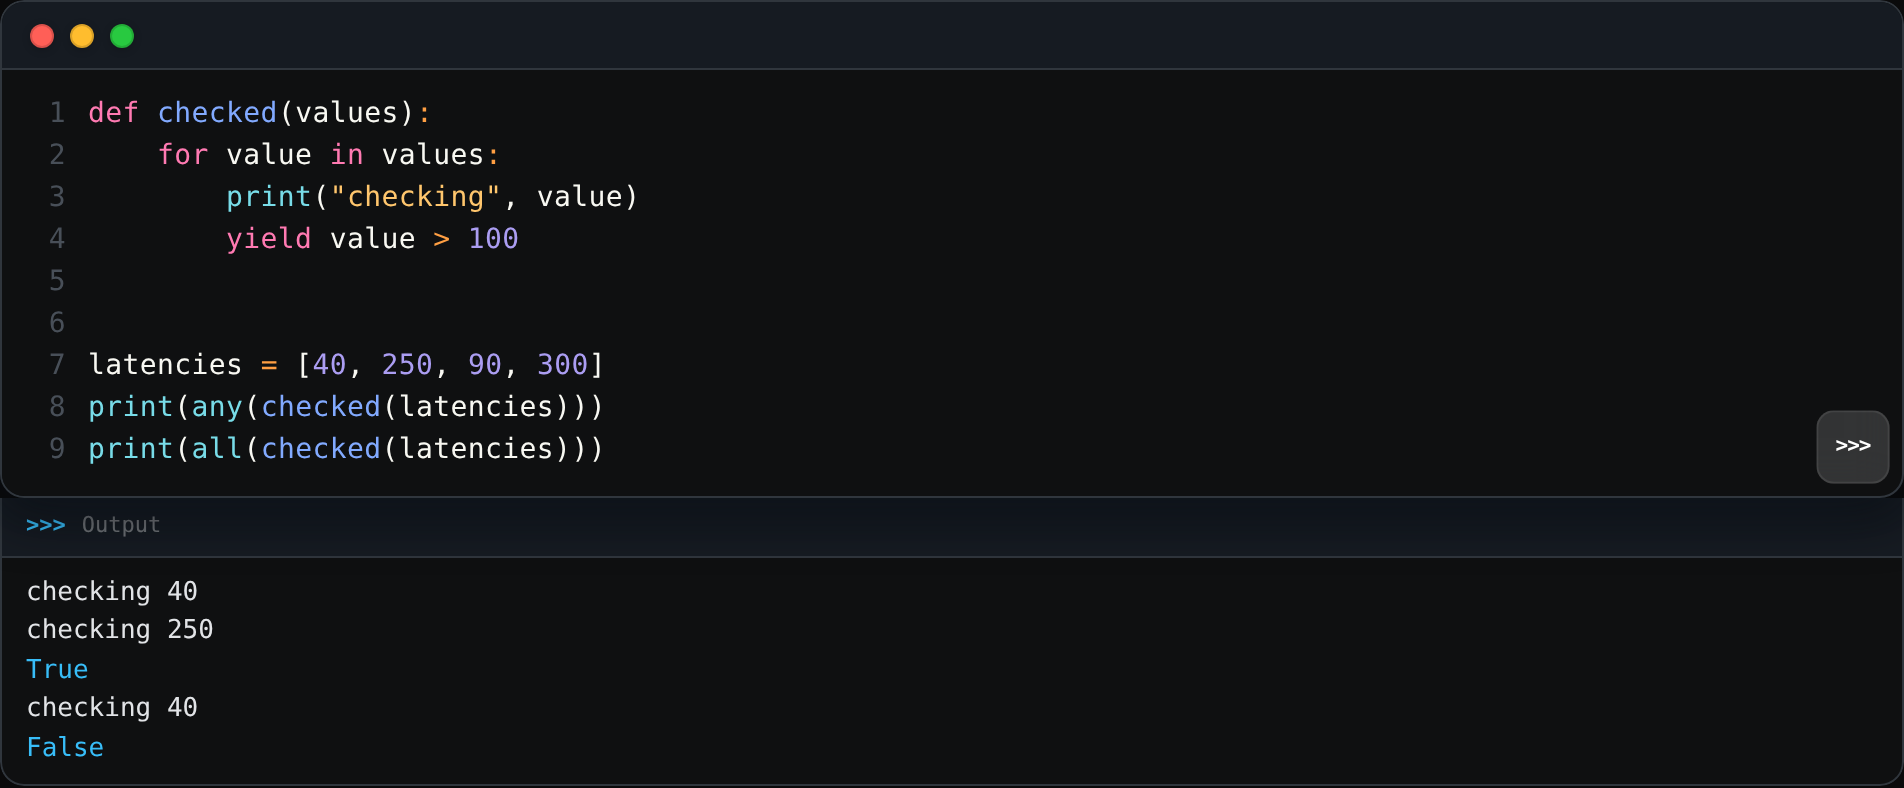 1 def checked(values):
2     for value in values:
3         print("checking", value)
4         yield value > 100
5
6
7 latencies = [40, 250, 90, 300]
8 print(any(checked(latencies)))
9 print(all(checked(latencies)))
>>>
>>> Output
checking 40
checking 250
True
checking 40
False